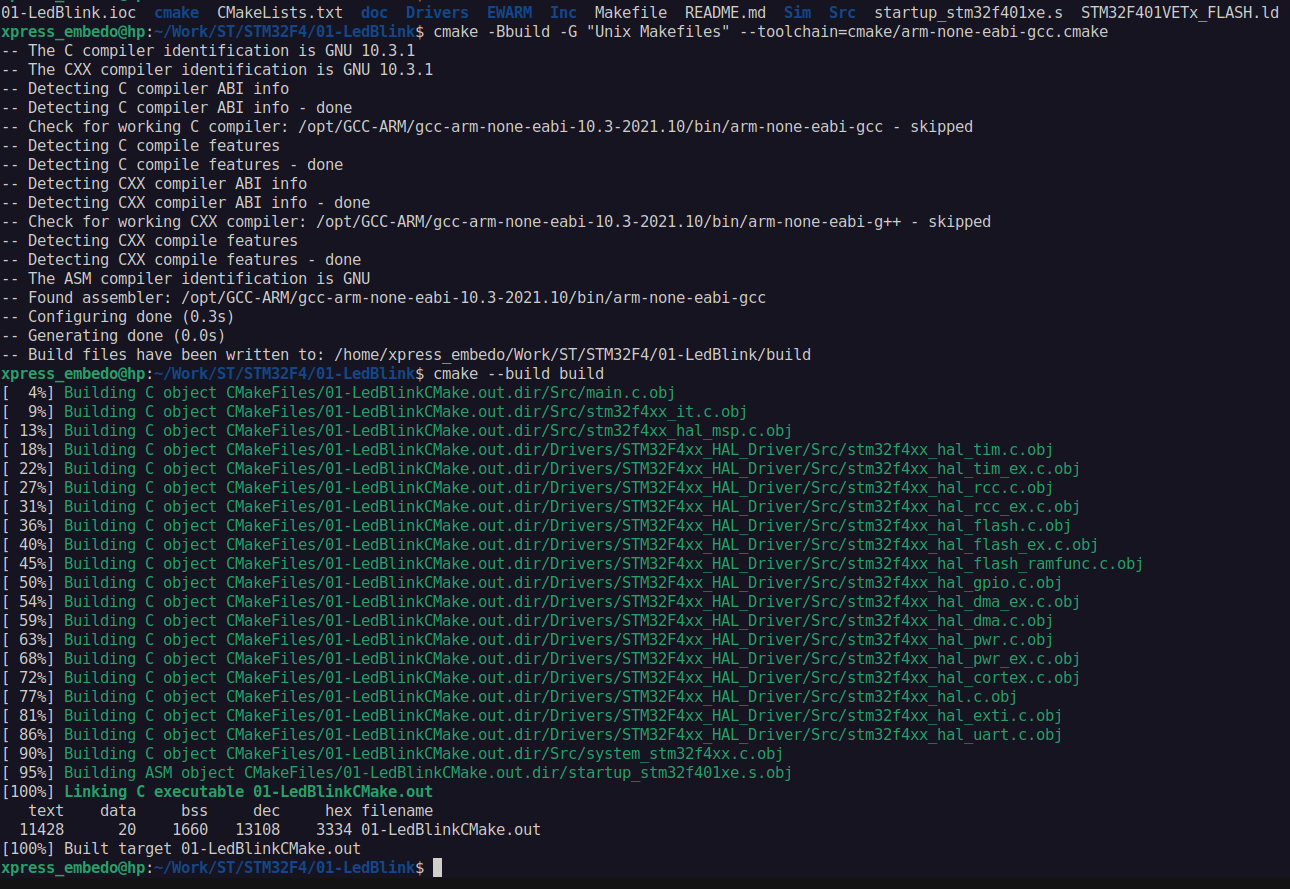 01-LedBlink.ioc  cmake  CMakeLists.txt  doc  Drivers  EWARM  Inc  Makefile  README.md  Sim  Src  startup_stm32f401xe.s  STM32F401VETx_FLASH.ld
xpress_embedo@hp:~/Work/ST/STM32F4/01-LedBlink$ cmake -Bbuild -G "Unix Makefiles" --toolchain=cmake/arm-none-eabi-gcc.cmake
-- The C compiler identification is GNU 10.3.1
-- The CXX compiler identification is GNU 10.3.1
-- Detecting C compiler ABI info
-- Detecting C compiler ABI info - done
-- Check for working C compiler: /opt/GCC-ARM/gcc-arm-none-eabi-10.3-2021.10/bin/arm-none-eabi-gcc - skipped
-- Detecting C compile features
-- Detecting C compile features - done
-- Detecting CXX compiler ABI info
-- Detecting CXX compiler ABI info - done
-- Check for working CXX compiler: /opt/GCC-ARM/gcc-arm-none-eabi-10.3-2021.10/bin/arm-none-eabi-g++ - skipped
-- Detecting CXX compile features
-- Detecting CXX compile features - done
-- The ASM compiler identification is GNU
-- Found assembler: /opt/GCC-ARM/gcc-arm-none-eabi-10.3-2021.10/bin/arm-none-eabi-gcc
-- Configuring done (0.3s)
-- Generating done (0.0s)
-- Build files have been written to: /home/xpress_embedo/Work/ST/STM32F4/01-LedBlink/build
xpress_embedo@hp:~/Work/ST/STM32F4/01-LedBlink$ cmake --build build
[  4%] Building C object CMakeFiles/01-LedBlinkCMake.out.dir/Src/main.c.obj
[  9%] Building C object CMakeFiles/01-LedBlinkCMake.out.dir/Src/stm32f4xx_it.c.obj
[ 13%] Building C object CMakeFiles/01-LedBlinkCMake.out.dir/Src/stm32f4xx_hal_msp.c.obj
[ 18%] Building C object CMakeFiles/01-LedBlinkCMake.out.dir/Drivers/STM32F4xx_HAL_Driver/Src/stm32f4xx_hal_tim.c.obj
[ 22%] Building C object CMakeFiles/01-LedBlinkCMake.out.dir/Drivers/STM32F4xx_HAL_Driver/Src/stm32f4xx_hal_tim_ex.c.obj
[ 27%] Building C object CMakeFiles/01-LedBlinkCMake.out.dir/Drivers/STM32F4xx_HAL_Driver/Src/stm32f4xx_hal_rcc.c.obj
[ 31%] Building C object CMakeFiles/01-LedBlinkCMake.out.dir/Drivers/STM32F4xx_HAL_Driver/Src/stm32f4xx_hal_rcc_ex.c.obj
[ 36%] Building C object CMakeFiles/01-LedBlinkCMake.out.dir/Drivers/STM32F4xx_HAL_Driver/Src/stm32f4xx_hal_flash.c.obj
[ 40%] Building C object CMakeFiles/01-LedBlinkCMake.out.dir/Drivers/STM32F4xx_HAL_Driver/Src/stm32f4xx_hal_flash_ex.c.obj
[ 45%] Building C object CMakeFiles/01-LedBlinkCMake.out.dir/Drivers/STM32F4xx_HAL_Driver/Src/stm32f4xx_hal_flash_ramfunc.c.obj
[ 50%] Building C object CMakeFiles/01-LedBlinkCMake.out.dir/Drivers/STM32F4xx_HAL_Driver/Src/stm32f4xx_hal_gpio.c.obj
[ 54%] Building C object CMakeFiles/01-LedBlinkCMake.out.dir/Drivers/STM32F4xx_HAL_Driver/Src/stm32f4xx_hal_dma_ex.c.obj
[ 59%] Building C object CMakeFiles/01-LedBlinkCMake.out.dir/Drivers/STM32F4xx_HAL_Driver/Src/stm32f4xx_hal_dma.c.obj
[ 63%] Building C object CMakeFiles/01-LedBlinkCMake.out.dir/Drivers/STM32F4xx_HAL_Driver/Src/stm32f4xx_hal_pwr.c.obj
[ 68%] Building C object CMakeFiles/01-LedBlinkCMake.out.dir/Drivers/STM32F4xx_HAL_Driver/Src/stm32f4xx_hal_pwr_ex.c.obj
[ 72%] Building C object CMakeFiles/01-LedBlinkCMake.out.dir/Drivers/STM32F4xx_HAL_Driver/Src/stm32f4xx_hal_cortex.c.obj
[ 77%] Building C object CMakeFiles/01-LedBlinkCMake.out.dir/Drivers/STM32F4xx_HAL_Driver/Src/stm32f4xx_hal.c.obj
[ 81%] Building C object CMakeFiles/01-LedBlinkCMake.out.dir/Drivers/STM32F4xx_HAL_Driver/Src/stm32f4xx_hal_exti.c.obj
[ 86%] Building C object CMakeFiles/01-LedBlinkCMake.out.dir/Drivers/STM32F4xx_HAL_Driver/Src/stm32f4xx_hal_uart.c.obj
[ 90%] Building C object CMakeFiles/01-LedBlinkCMake.out.dir/Src/system_stm32f4xx.c.obj
[ 95%] Building ASM object CMakeFiles/01-LedBlinkCMake.out.dir/startup_stm32f401xe.s.obj
[100%] Linking C executable 01-LedBlinkCMake.out
   text    data     bss     dec     hex filename
  11428      20    1660   13108    3334 01-LedBlinkCMake.out
[100%] Built target 01-LedBlinkCMake.out
xpress_embedo@hp:~/Work/ST/STM32F4/01-LedBlink$